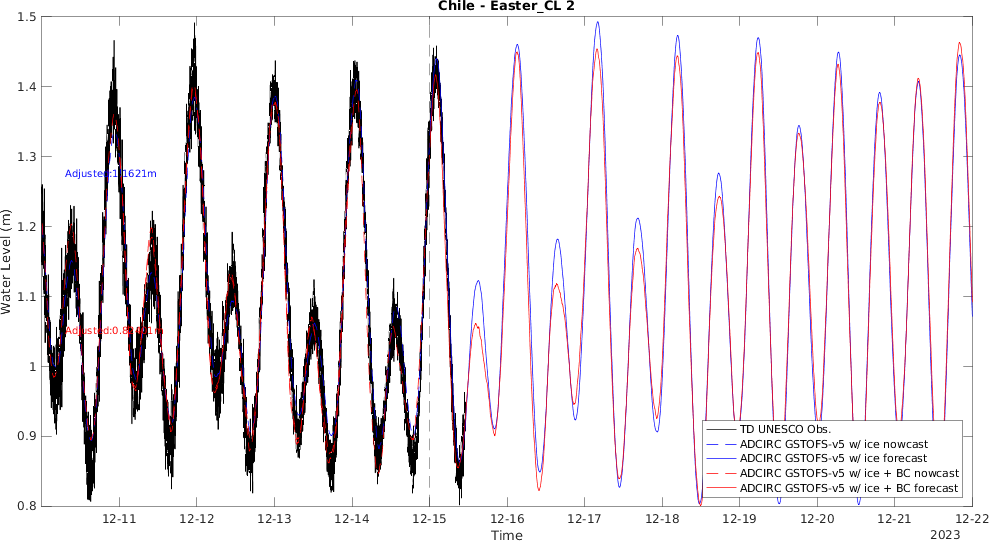 Chile - Easter_CL 2
Water Level (m)
1.5
1.4
1.3
1.2
1.1
1
0.9
0.8
Adjusted:1.1621m
TD UNESCO Obs.
ADCIRC GSTOFS-v5 w/ ice nowcast
ADCIRC GSTOFS-v5 w/ ice forecast
ADCIRC GSTOFS-v5 w/ ice + BC nowcast
ADCIRC GSTOFS-v5 w/ ice + BC forecast
12-11 12-12 12-13 12-14 12-15 12-16 12-17 12-18 12-19 12-20 12-21 12-22
Time
2023